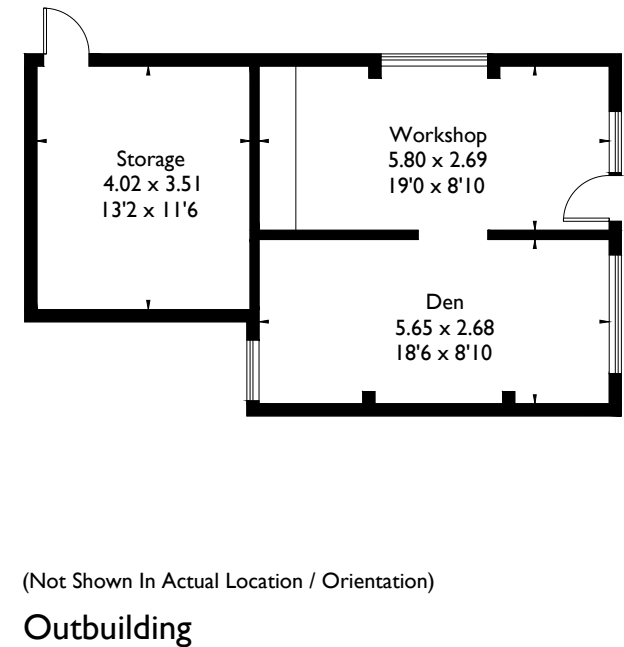 Workshop
5.80 x 2.69
19'0 x 8'10
Storage
4.02 x 3.51
13'2 x 11'6
Den
5.65 x 2.68
18'6 x 8'10
(Not Shown In Actual Location / Orientation)
Outbuilding